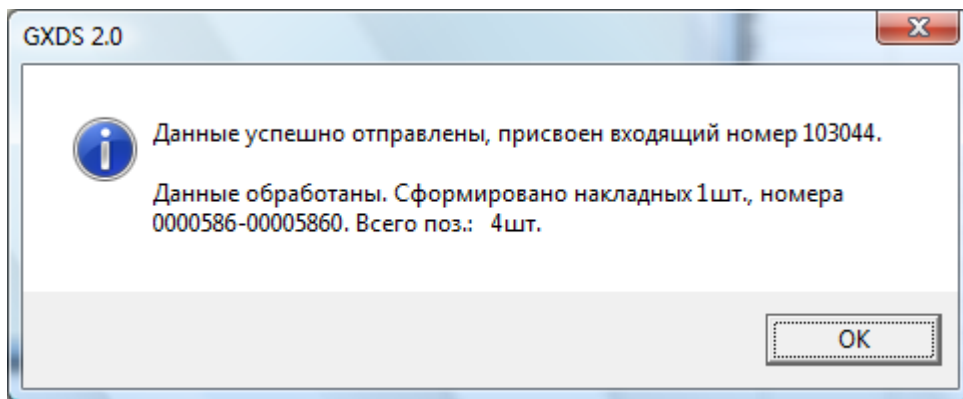 GXDS 2.0
Данные успешно отправлены, присвоен входящий номер 103044.
Данные обработаны. Сформировано накладных 1шт., номера
0000586-00005860. Всего поз.:   4шт.
OK